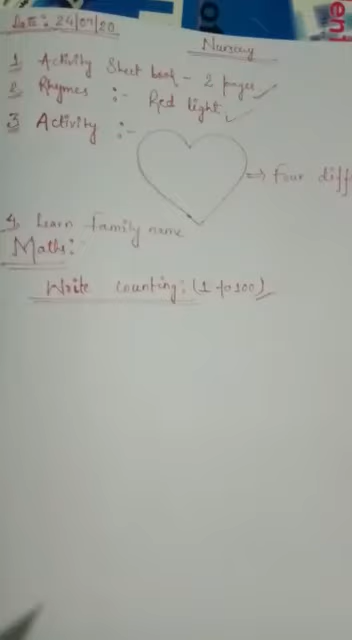 Date: 24/07/20
Nursery
1 Activity Sheet book - 2 pages
2 Rhymes :- Red light
3 Activity :-
⇒ Four diff
4. Learn family name
Maths:
Write counting: (1 to 100)